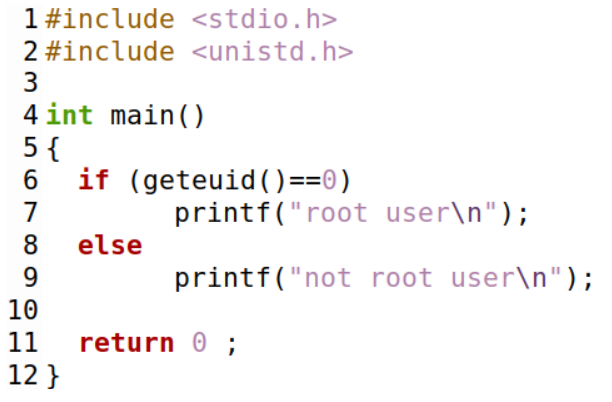 1 #include <stdio.h>
2 #include <unistd.h>
3
4 int main()
5 {
6   if (geteuid()==0)
7         printf("root user\n");
8   else
9         printf("not root user\n");
10
11   return 0 ;
12 }